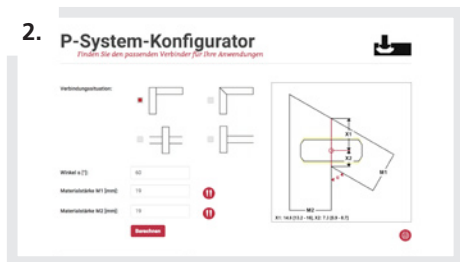 2.
P-System-Konfigurator
Finden Sie den passenden Verbinder für Ihre Anwendungen
Verbindungssituation:
Winkel α [°]: 60
Materialstärke M1 [mm]: 19
Materialstärke M2 [mm]: 19
Berechnen
X1
X2
M1
M2